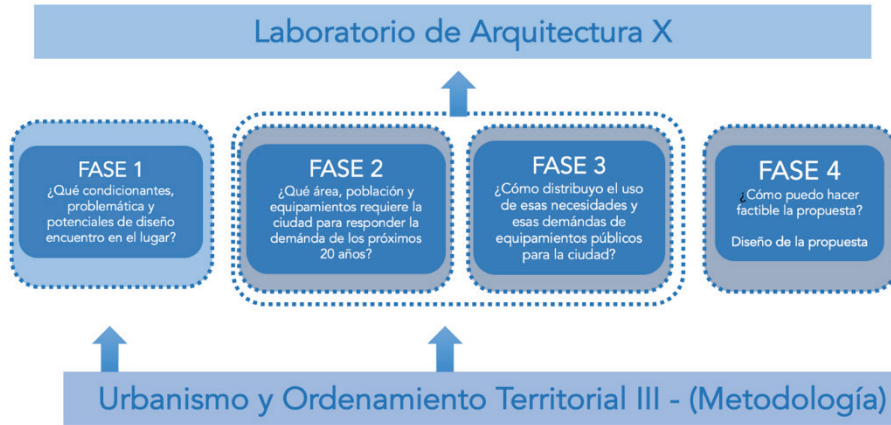 Laboratorio de Arquitectura X
FASE 1
¿Qué condicionantes,
problemática y
potenciales de diseño
encuentro en el lugar?
FASE 2
¿Qué área, población y
equipamientos requiere la
ciudad para responder la
demánda de los próximos
20 años?
FASE 3
¿Cómo distribuyo el uso
de esas necesidades y
esas demándas de
equipamientos públicos
para la ciudad?
FASE 4
¿Cómo puedo hacer
factible la propuesta?
Diseño de la propuesta
Urbanismo y Ordenamiento Territorial III - (Metodología)